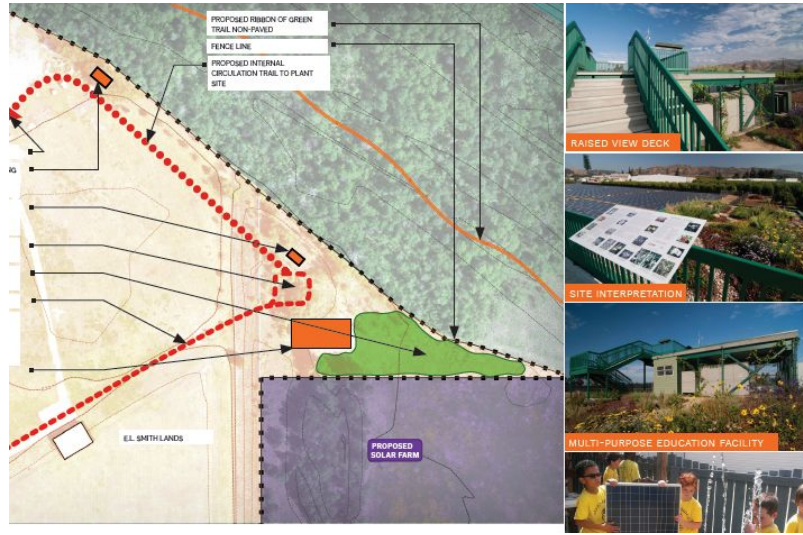 PROPOSED RIBBON OF GREEN
TRAIL NON-PAVED
FENCE LINE
PROPOSED INTERNAL
CIRCULATION TRAIL TO PLANT
SITE
NG
E.L. SMITH LANDS
PROPOSED
SOLAR FARM
RAISED VIEW DECK
SITE INTERPRETATION
MULTI-PURPOSE EDUCATION FACILITY